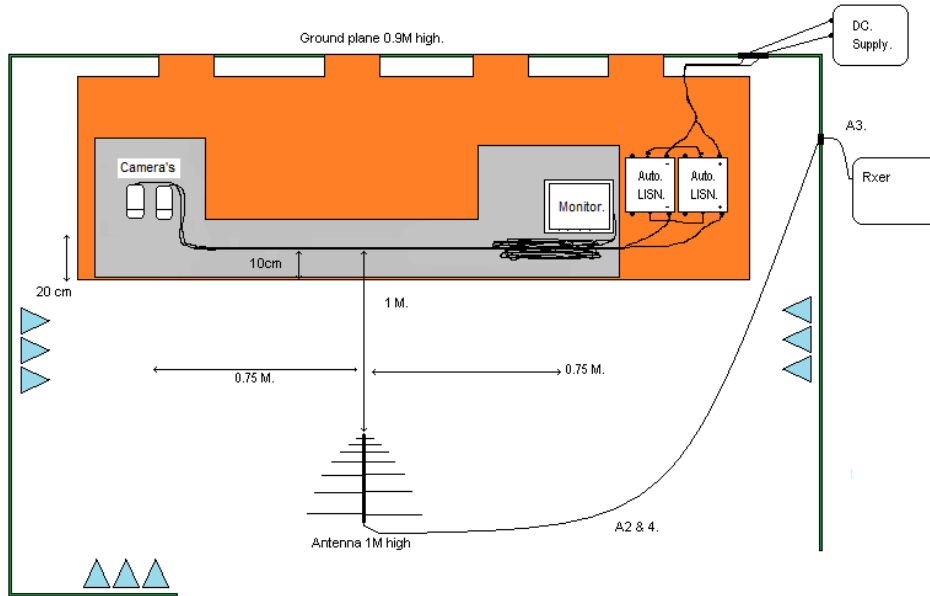 Ground plane 0.9M high.
DC.
Supply.
A3.
Rxer
Camera's
Auto.
LISN.
Auto.
LISN.
Monitor.
10cm
20 cm
1 M.
0.75 M.
0.75 M.
A2 & 4.
Antenna 1M high